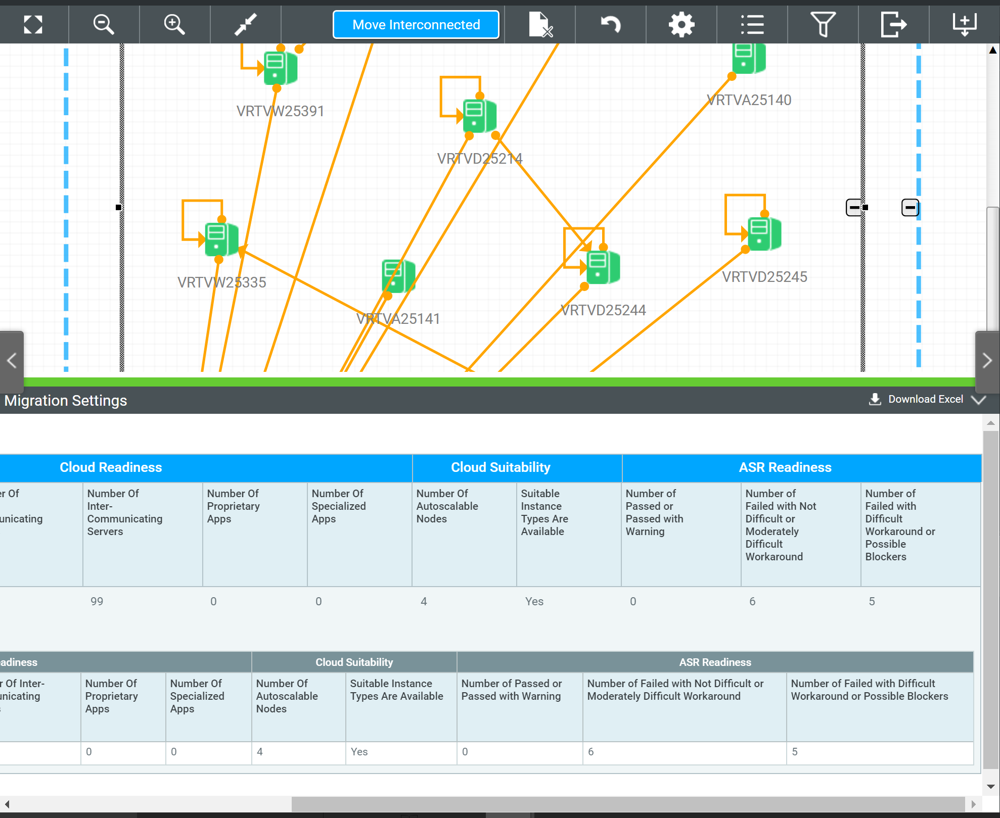 Move Interconnected
VRTVW25391
VRTVA25140
VRTVD25214
VRTVW25335
VRTVD25245
VRTVA25141
VRTVD25244
Migration Settings
Download Excel
Cloud Readiness
Cloud Suitability
ASR Readiness
er Of
unicating
Number Of
Inter-
Communicating
Servers
Number Of
Proprietary
Apps
Number Of
Specialized
Apps
Number Of
Autoscalable
Nodes
Suitable
Instance
Types Are
Available
Number of
Passed or
Passed with
Warning
Number of
Failed with Not
Difficult or
Moderately
Difficult
Workaround
Number of
Failed with
Difficult
Workaround or
Possible
Blockers
99
0
0
4
Yes
0
6
5
eadiness
Cloud Suitability
ASR Readiness
r Of Inter-
unicating
Number Of
Proprietary
Apps
Number Of
Specialized
Apps
Number Of
Autoscalable
Nodes
Suitable Instance
Types Are Available
Number of Passed or
Passed with Warning
Number of Failed with Not Difficult or
Moderately Difficult Workaround
Number of Failed with Difficult
Workaround or Possible Blockers
0
0
4
Yes
0
6
5